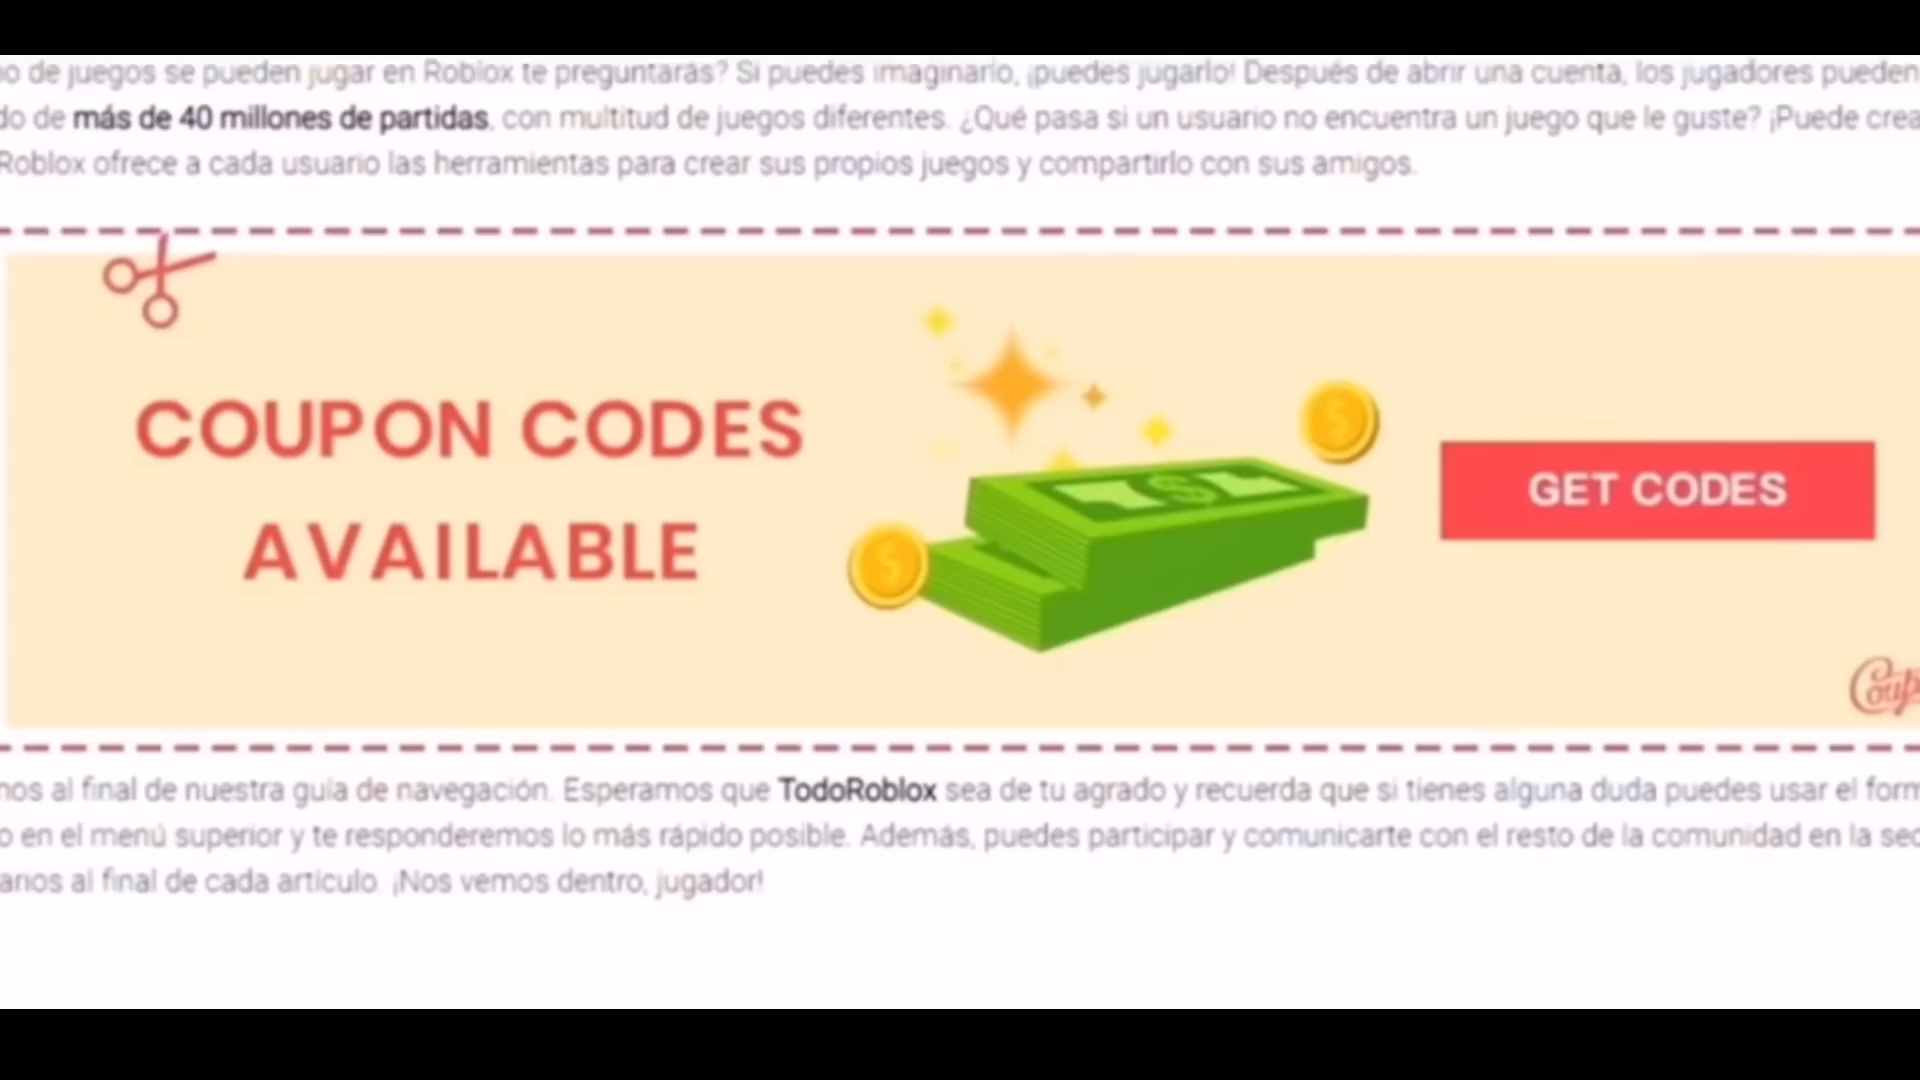 de juegos se pueden jugar en Roblox te preguntarás? Si puedes imaginarlo, ¡puedes jugarlo! Después de abrir una cuenta, los jugadores pueden
de más de 40 millones de partidas, con multitud de juegos diferentes. ¿Qué pasa si un usuario no encuentra un juego que le guste? ¡Puede
Roblox ofrece a cada usuario las herramientas para crear sus propios juegos y compartirlo con sus amigos.
COUPON CODES
AVAILABLE
GET CODES
al final de nuestra guía de navegación. Esperamos que TodoRoblox sea de tu agrado y recuerda que si tienes alguna duda puedes usar el
en el menú superior y te responderemos lo más rápido posible. Además, puedes participar y comunicarte con el resto de la comunidad en la
al final de cada artículo. ¡Nos vemos dentro, jugador!